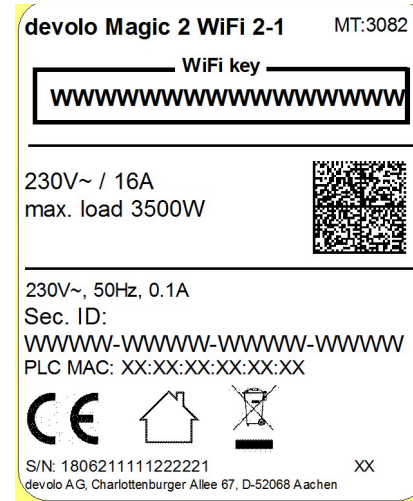 devolo Magic 2 WiFi 2-1 MT:3082
WiFi key
WWWWWWWWWWWWWWWW
230V~ / 16A
max. load 3500W
230V~, 50Hz, 0.1A
Sec. ID:
WWWW-WWWW-WWWW-WWWW
PLC MAC: XX:XX:XX:XX:XX:XX
CE
S/N: 1806211111222221 XX
devolo AG, Charlottenburger Allee 67, D-52068 Aachen